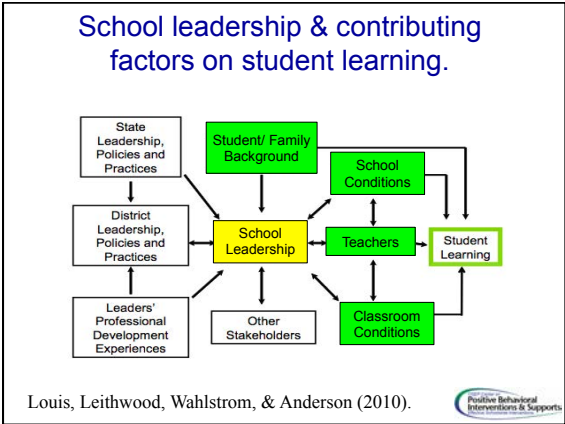 School leadership & contributing
factors on student learning.
State
Leadership,
Policies and
Practices
Student/ Family
Background
School
Conditions
District
Leadership,
Policies and
Practices
School
Leadership
Teachers
Student
Learning
Leaders'
Professional
Development
Experiences
Other
Stakeholders
Classroom
Conditions
Louis, Leithwood, Wahlstrom, & Anderson (2010).
Positive Behavioral
Interventions & Supports